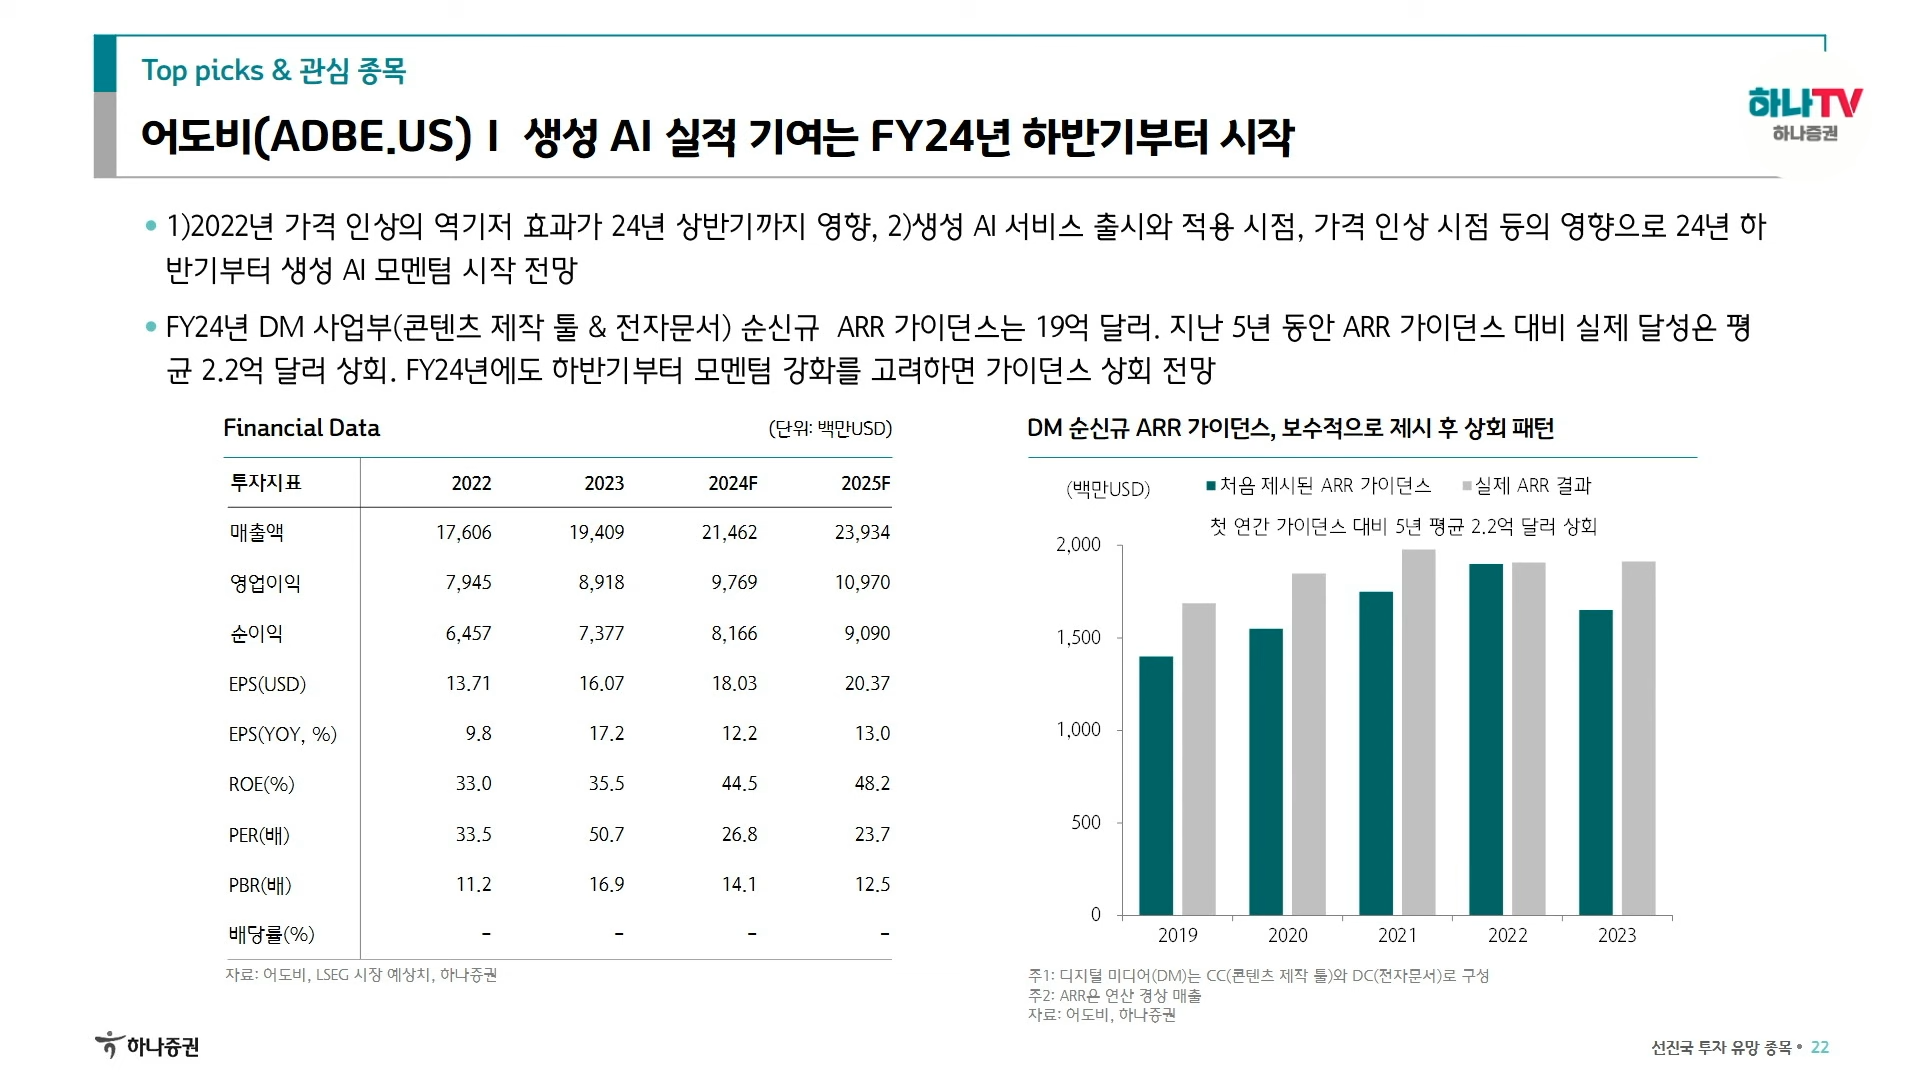 Top picks & 관심 종목
하나TV
하나증권
어도비(ADBE.US) I 생성 AI 실적 기여는 FY24년 하반기부터 시작
• 1)2022년 가격 인상의 역기저 효과가 24년 상반기까지 영향, 2)생성 AI 서비스 출시와 적용 시점, 가격 인상 시점 등의 영향으로 24년 하
반기부터 생성 AI 모멘텀 시작 전망
• FY24년 DM 사업부(콘텐츠 제작 툴 & 전자문서) 순신규 ARR 가이던스는 19억 달러. 지난 5년 동안 ARR 가이던스 대비 실제 달성은 평
균 2.2억 달러 상회. FY24년에도 하반기부터 모멘텀 강화를 고려하면 가이던스 상회 전망
Financial Data (단위: 백만USD)
투자지표 2022 2023 2024F 2025F
매출액 17,606 19,409 21,462 23,934
영업이익 7,945 8,918 9,769 10,970
순이익 6,457 7,377 8,166 9,090
EPS(USD) 13.71 16.07 18.03 20.37
EPS(YOY, %) 9.8 17.2 12.2 13.0
ROE(%) 33.0 35.5 44.5 48.2
PER(배) 33.5 50.7 26.8 23.7
PBR(배) 11.2 16.9 14.1 12.5
배당률(%) - - - -
자료: 어도비, LSEG 시장 예상치, 하나증권
DM 순신규 ARR 가이던스, 보수적으로 제시 후 상회 패턴
(백만USD) 처음 제시된 ARR 가이던스 실제 ARR 결과
첫 연간 가이던스 대비 5년 평균 2.2억 달러 상회
2,000
1,500
1,000
500
0
2019 2020 2021 2022 2023
주1: 디지털 미디어(DM)는 CC(콘텐츠 제작 툴)와 DC(전자문서)로 구성
주2: ARR은 연산 경상 매출
자료: 어도비, 하나증권
하나증권
선진국 투자 유망 종목 • 22